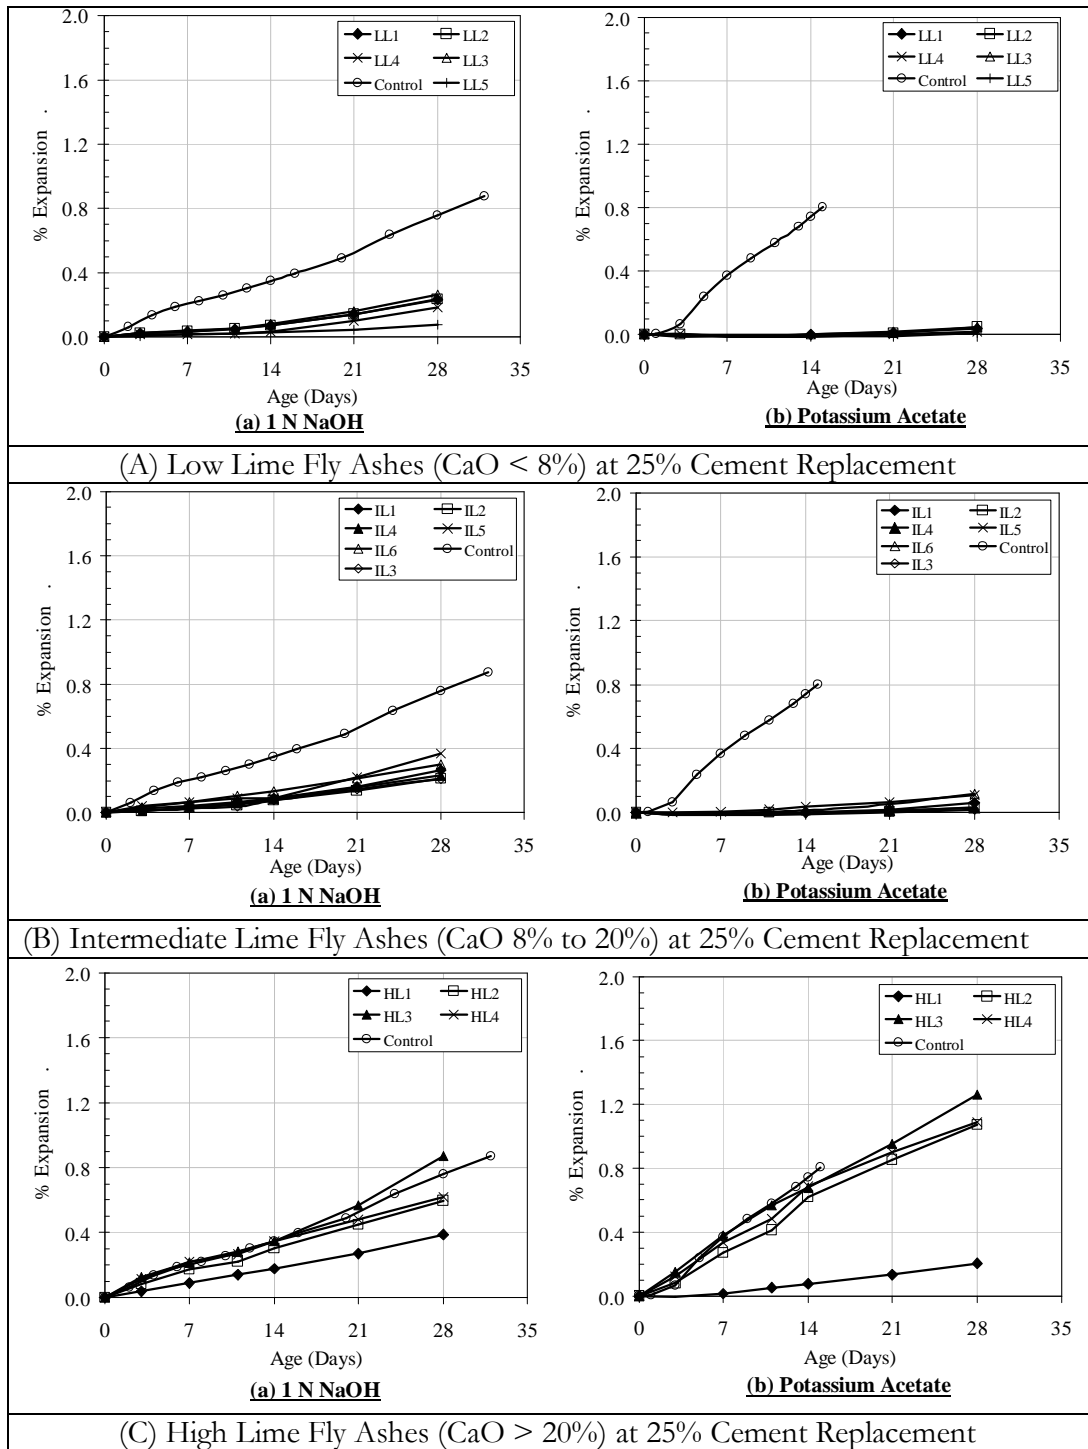 2.0
1.6
1.2
0.8
0.4
0.0
% Expansion .
LL1 LL2
LL4 LL3
Control LL5
0 7 14 21 28 35
Age (Days)
(a) 1 N NaOH
2.0
1.6
1.2
0.8
0.4
0.0
% Expansion .
LL1 LL2
LL4 LL3
Control LL5
0 7 14 21 28 35
Age (Days)
(b) Potassium Acetate
(A) Low Lime Fly Ashes (CaO < 8%) at 25% Cement Replacement
2.0
1.6
1.2
0.8
0.4
0.0
% Expansion .
IL1 IL2
IL4 IL5
IL6 Control
IL3
0 7 14 21 28 35
Age (Days)
(a) 1 N NaOH
2.0
1.6
1.2
0.8
0.4
0.0
% Expansion .
IL1 IL2
IL4 IL5
IL6 Control
IL3
0 7 14 21 28 35
Age (Days)
(b) Potassium Acetate
(B) Intermediate Lime Fly Ashes (CaO 8% to 20%) at 25% Cement Replacement
2.0
1.6
1.2
0.8
0.4
0.0
% Expansion .
HL1 HL2
HL3 HL4
Control
0 7 14 21 28 35
Age (Days)
(a) 1 N NaOH
2.0
1.6
1.2
0.8
0.4
0.0
% Expansion .
HL1 HL2
HL3 HL4
Control
0 7 14 21 28 35
Age (Days)
(b) Potassium Acetate
(C) High Lime Fly Ashes (CaO > 20%) at 25% Cement Replacement